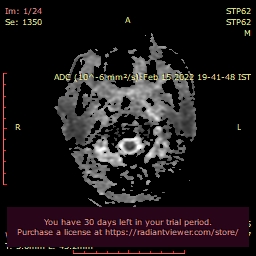 Im: 1/24
STP62
Se: 1350
STP62
M
A
ADC (10^-6 mm²/s):Feb 15 2022 19-41-48 IST
R
L
You have 30 days left in your trial period.
Purchase a license at https://radiantviewer.com/store/